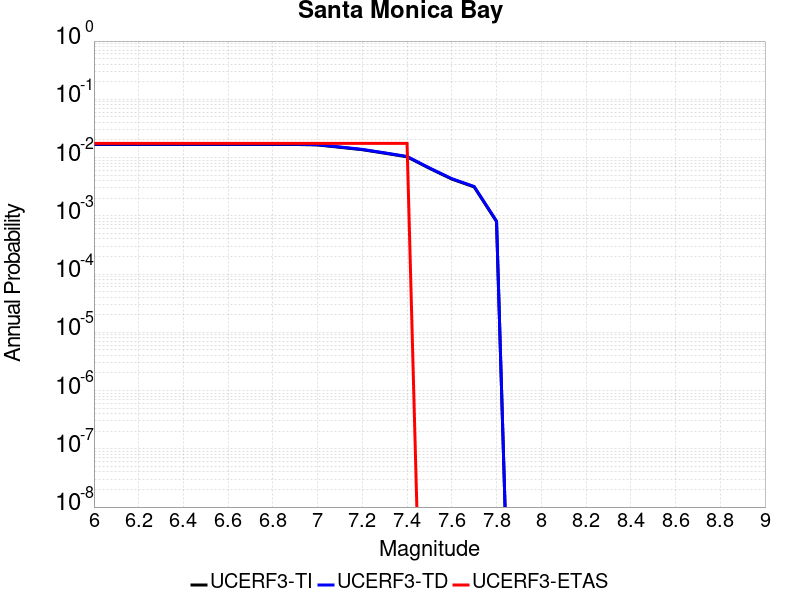 Santa Monica Bay
10^0
10^-1
10^-2
10^-3
10^-4
10^-5
10^-6
10^-7
10^-8
Annual Probability
6 6.2 6.4 6.6 6.8 7 7.2 7.4 7.6 7.8 8 8.2 8.4 8.6 8.8 9
Magnitude
UCERF3-TI UCERF3-TD UCERF3-ETAS